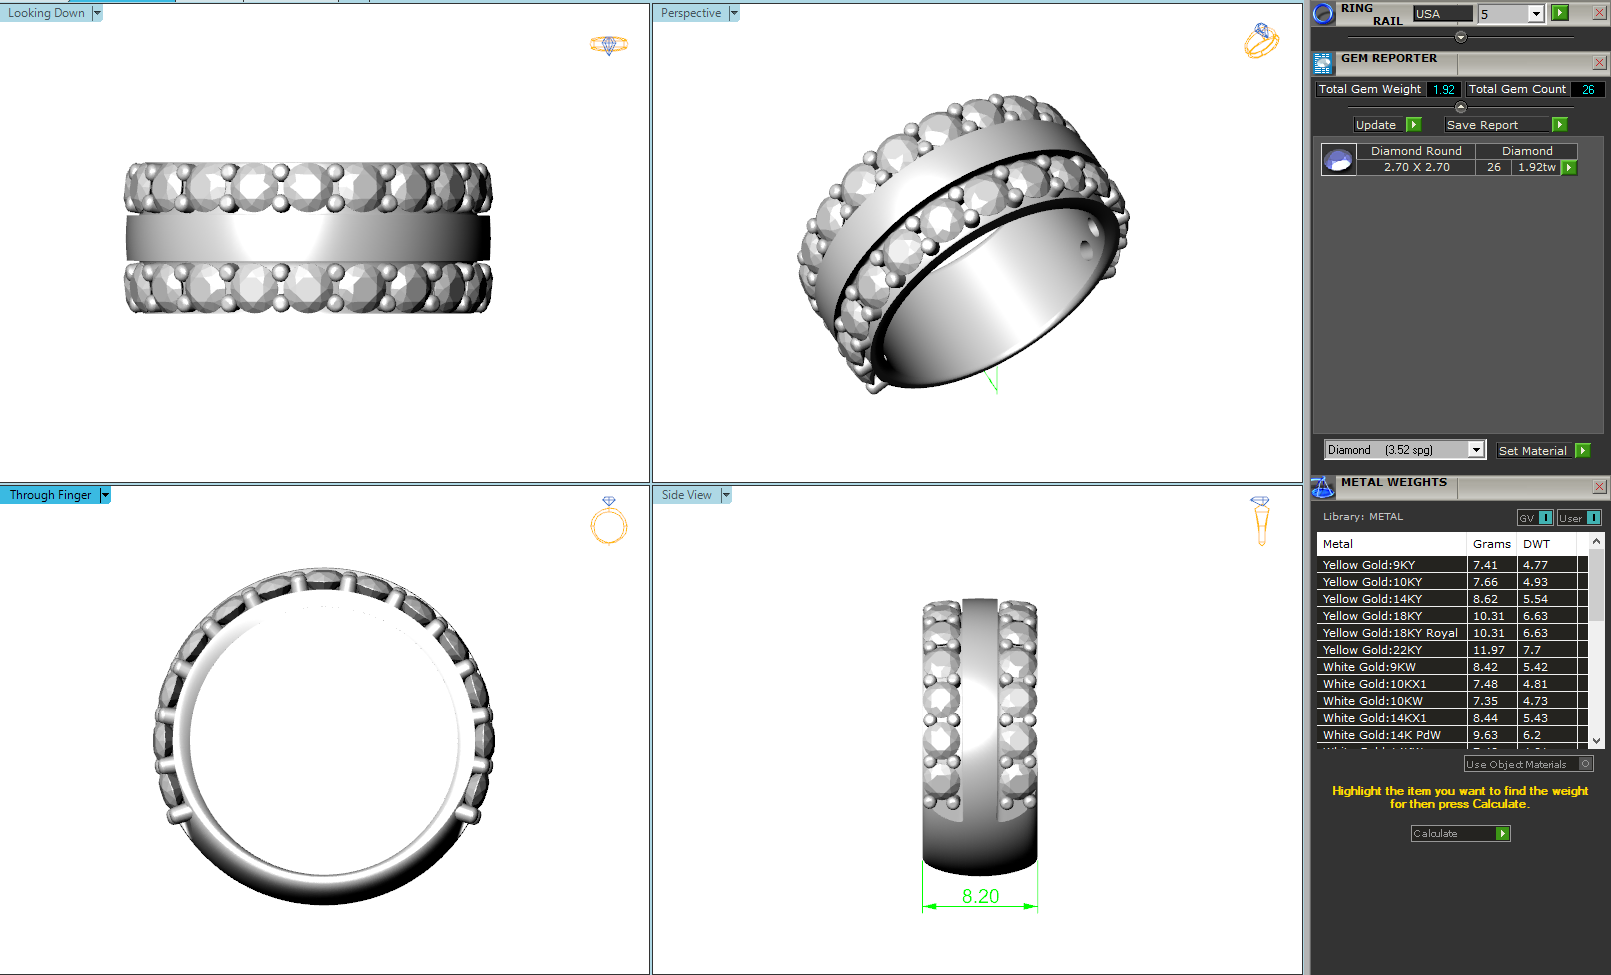 Looking Down
Perspective
Through Finger
Side View
8.20
RING
RAIL
USA
5
GEM REPORTER
Total Gem Weight 1.92 Total Gem Count 26
Update Save Report
Diamond Round Diamond
2.70 X 2.70 26 1.92tw
Diamond (3.52 spg) Set Material
METAL WEIGHTS
Library: METAL GV I User I
Metal Grams DWT
Yellow Gold:9KY 7.41 4.77
Yellow Gold:10KY 7.66 4.93
Yellow Gold:14KY 8.62 5.54
Yellow Gold:18KY 10.31 6.63
Yellow Gold:18KY Royal 10.31 6.63
Yellow Gold:22KY 11.97 7.7
White Gold:9KW 8.42 5.42
White Gold:10KX1 7.48 4.81
White Gold:10KW 7.35 4.73
White Gold:14KX1 8.44 5.43
White Gold:14K PdW 9.63 6.2
Use Object Materials
Highlight the item you want to find the weight
for then press Calculate.
Calculate